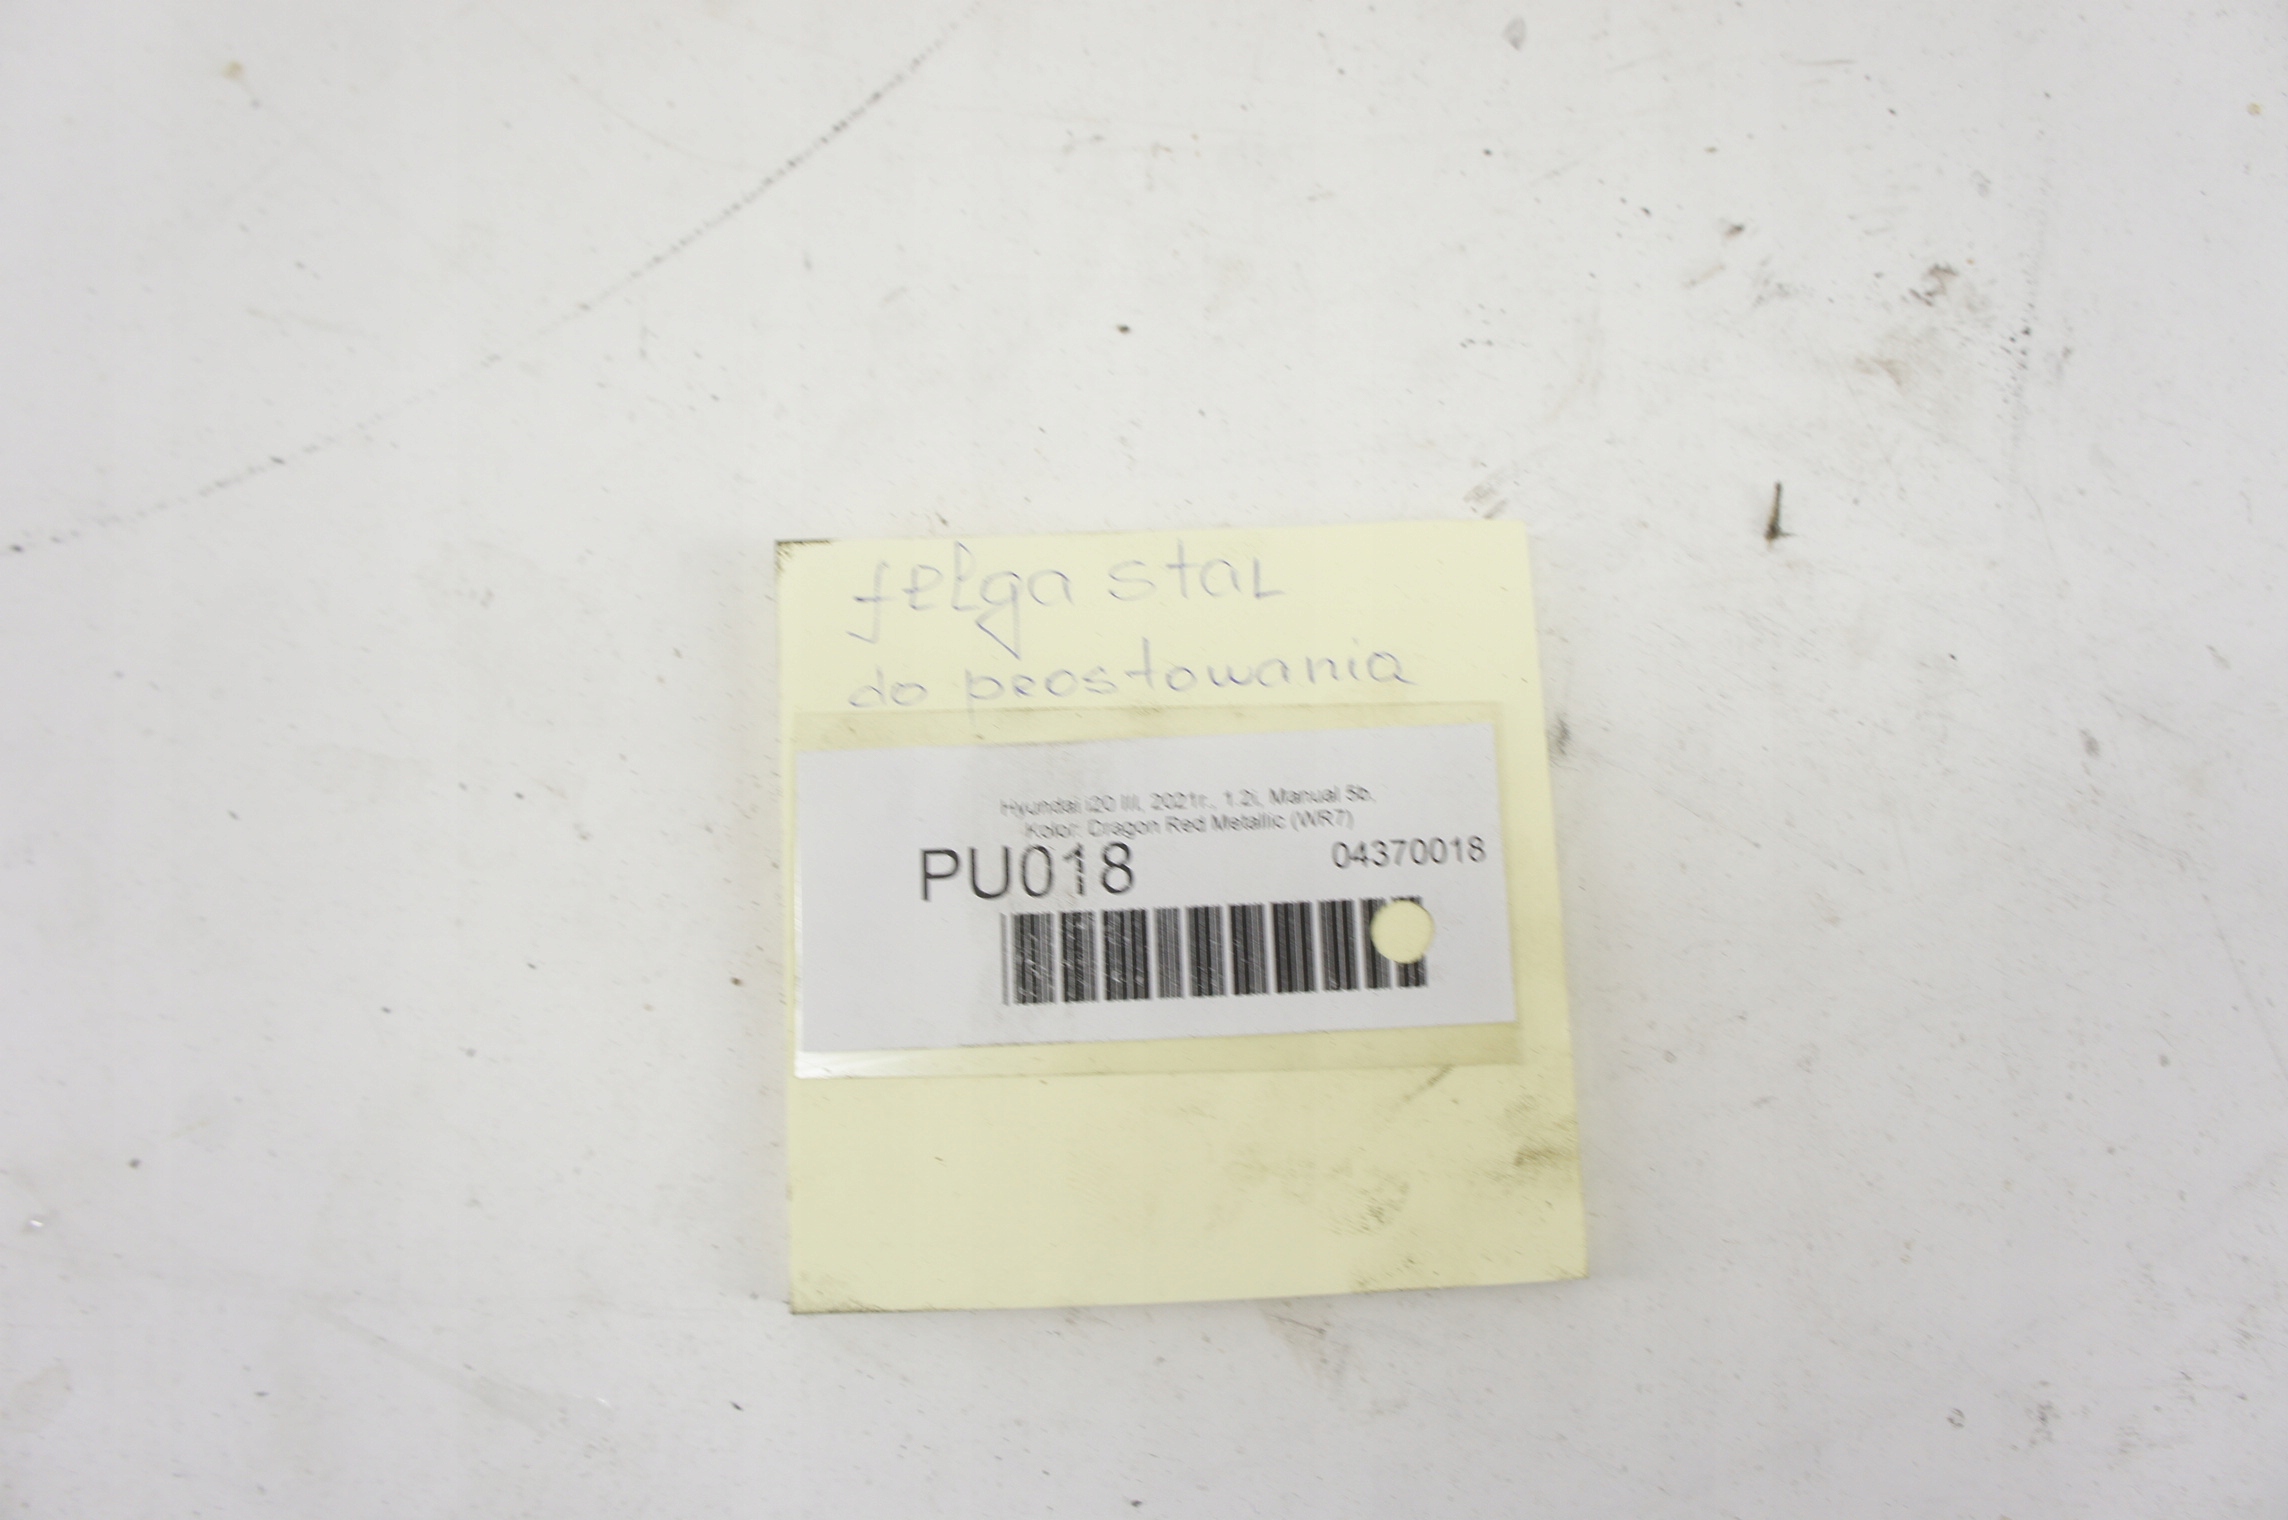 felga stal
do prostowania
Hyundai i20 III, 2021r., 1.2i, Manual 5b.
Kolor: Dragon Red Metallic (WR7)
PU018
04370018